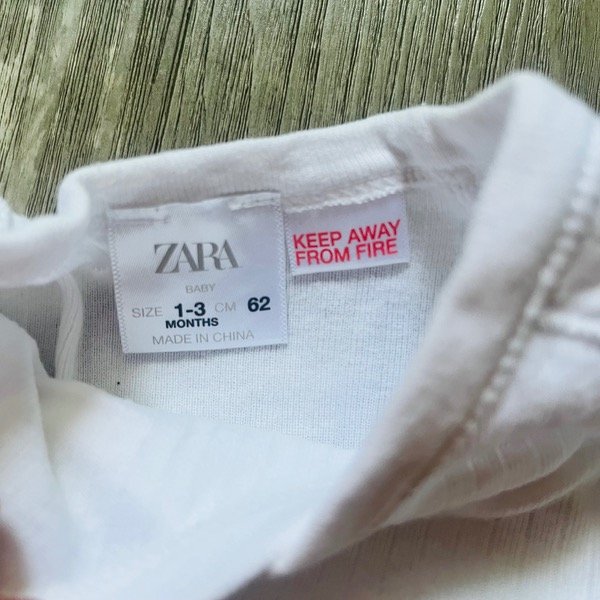 ZARA
BABY
SIZE 1-3 CM 62
MONTHS
MADE IN CHINA
KEEP AWAY
FROM FIRE